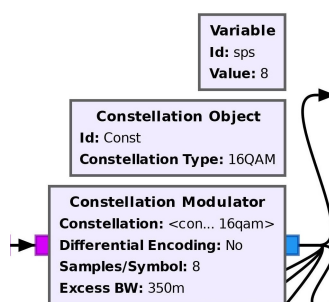 Variable
Id: sps
Value: 8
Constellation Object
Id: Const
Constellation Type: 16QAM
Constellation Modulator
Constellation: <con... 16qam>
Differential Encoding: No
Samples/Symbol: 8
Excess BW: 350m